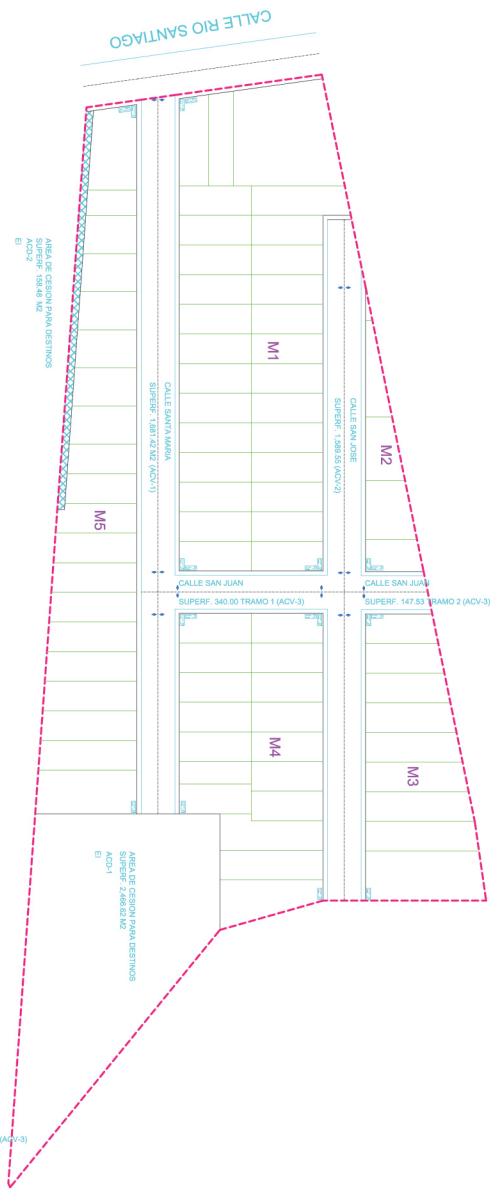 CALLE RIO SANTIAGO
M1
M2
CALLE SAN JOSE
SUPERF. 1,589.55 (ACV-2)
CALLE SANTA MARIA
SUPERF. 1,681.42 M2 (ACV-1)
AREA DE CESION PARA DESTINOS
SUPERF. 158.48 M2
ACD-2
EI
M5
CALLE SAN JUAN
SUPERF. 340.00 TRAMO 1 (ACV-3)
CALLE SAN JUAN
SUPERF. 147.53 TRAMO 2 (ACV-3)
M4
M3
AREA DE CESION PARA DESTINOS
SUPERF. 2,466.62 M2
ACD-1
EI
(ACV-3)